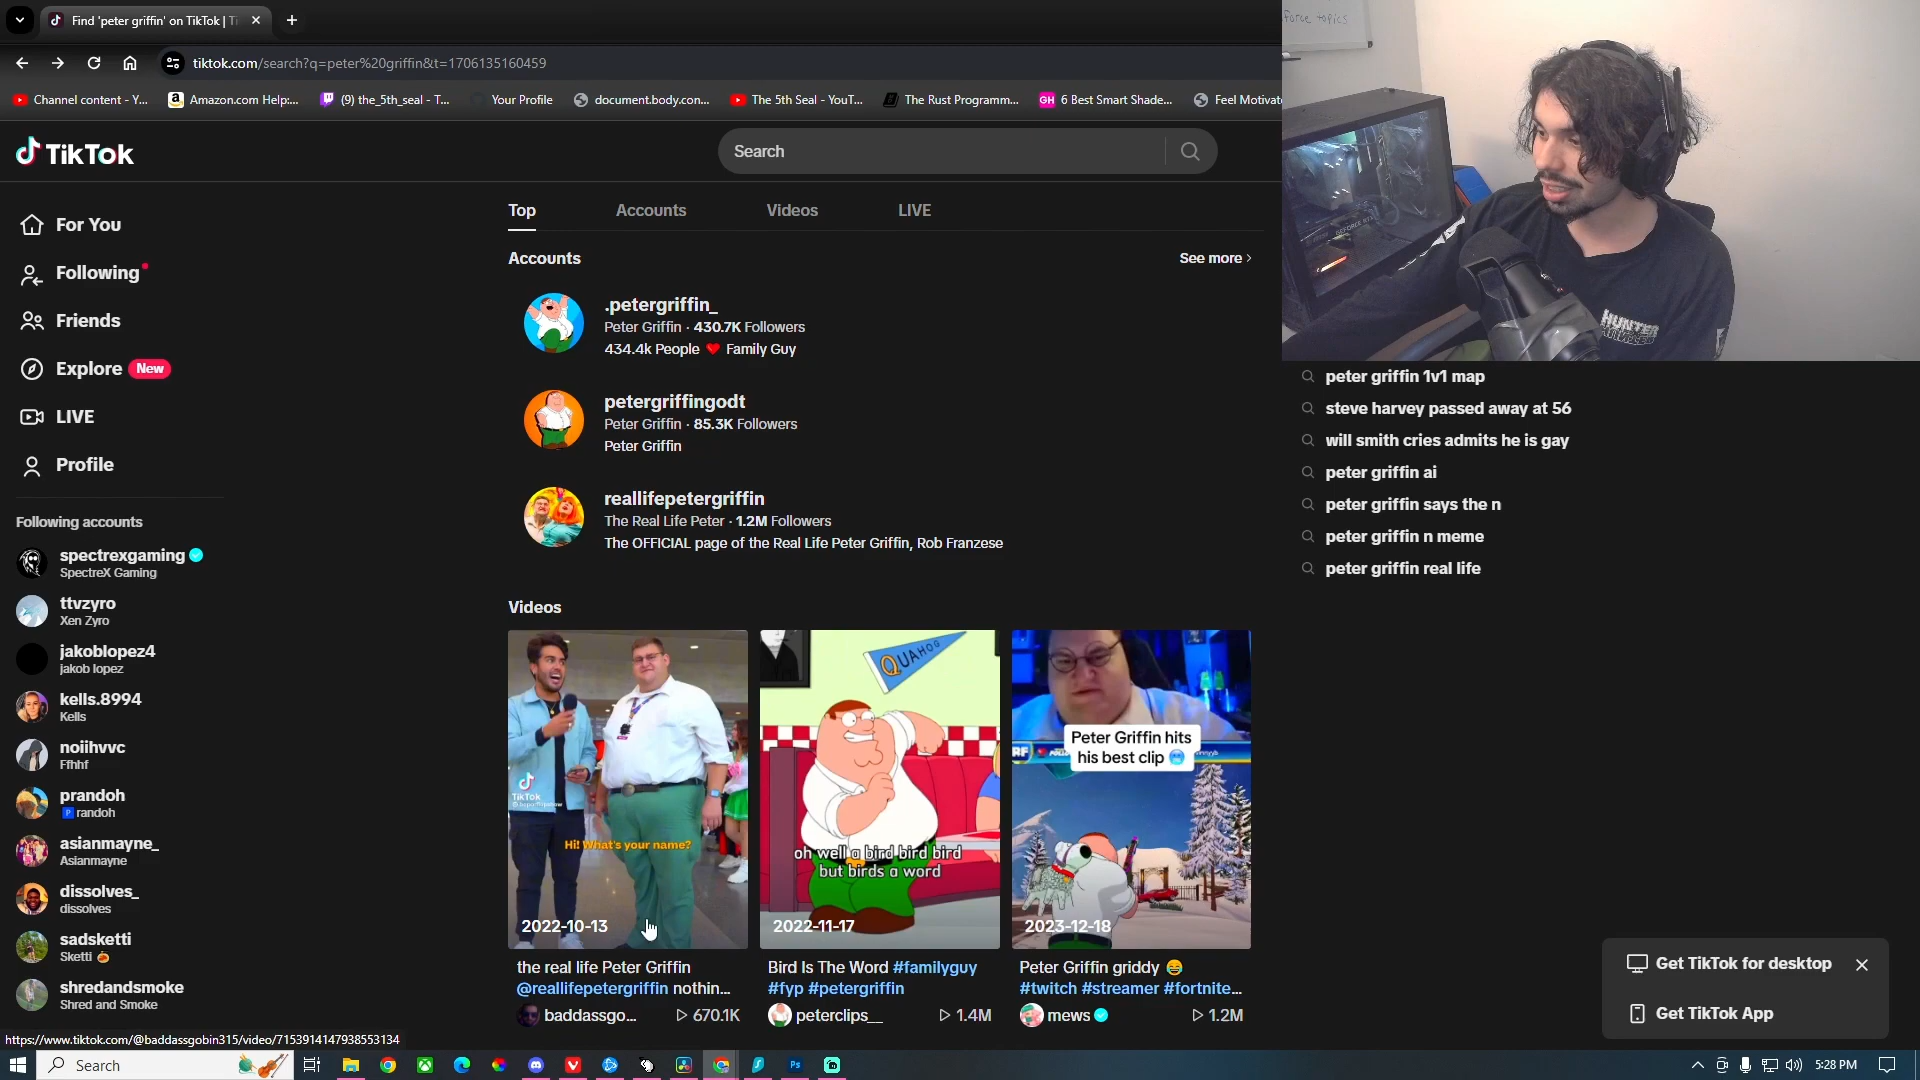 Find 'peter griffin' on TikTok | Ti
tiktok.com/search?q=peter%20griffin&t=1706135160459
Channel content - Y...
Amazon.com Help:...
(9) the_5th_seal - T...
Your Profile
document.body.con...
The 5th Seal - YouT...
The Rust Programm...
GH 6 Best Smart Shade...
Feel Motivat
Force topics
GEFORCE RTX
HUNTER
TikTok
Search
For You
Following
Friends
Explore New
LIVE
Profile
Following accounts
spectrexgaming
SpectreX Gaming
ttvzyro
Xen Zyro
jakoblopez4
jakob lopez
kells.8994
Kells
noiihvvc
Ffhhf
prandoh
P randoh
asianmayne_
Asianmayne
dissolves_
dissolves
sadsketti
Sketti
shredandsmoke
Shred and Smoke
Top Accounts Videos LIVE
Accounts
See more
.petergriffin_
Peter Griffin · 430.7K Followers
434.4k People ❤️ Family Guy
petergriffingodt
Peter Griffin · 85.3K Followers
Peter Griffin
reallifepetergriffin
The Real Life Peter · 1.2M Followers
The OFFICIAL page of the Real Life Peter Griffin, Rob Franzese
Videos
TikTok
Hi! What's your name?
2022-10-13
the real life Peter Griffin
@reallifepetergriffin nothin...
baddassgo... 670.1K
QUAHOG
oh well a bird bird bird
but birds a word
2022-11-17
Bird Is The Word #familyguy
#fyp #petergriffin
peterclips__ 1.4M
Peter Griffin hits
his best clip 🥶
2023-12-18
Peter Griffin griddy 😂
#twitch #streamer #fortnite...
mews 1.2M
peter griffin 1v1 map
steve harvey passed away at 56
will smith cries admits he is gay
peter griffin ai
peter griffin says the n
peter griffin n meme
peter griffin real life
Get TikTok for desktop
Get TikTok App
https://www.tiktok.com/@baddassgobin315/video/7153914147938553134
Search
Ps
5:28 PM